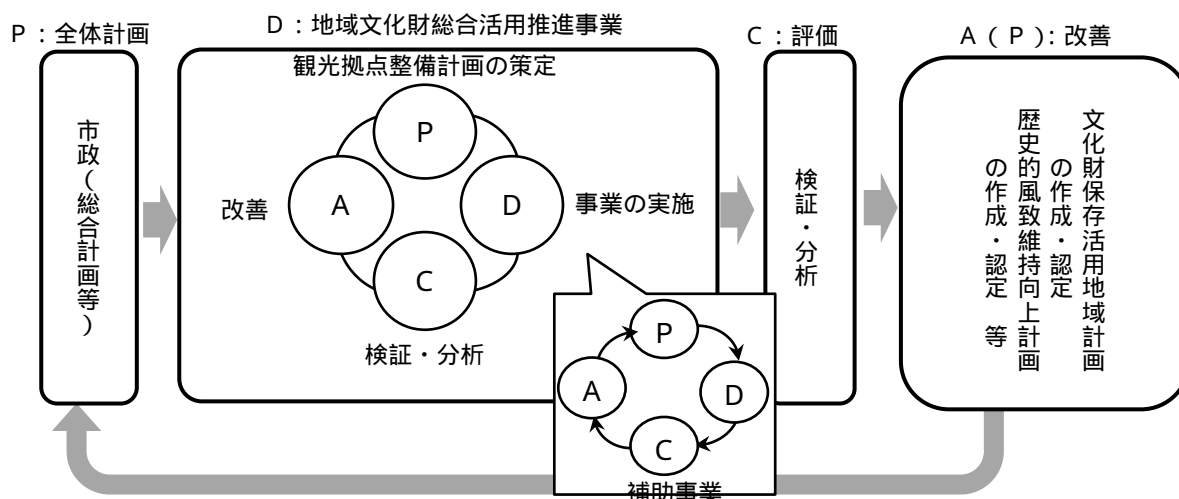 P：全体計画
市政(総合計画等)
D：地域文化財総合活用推進事業
観光拠点整備計画の策定
P
A
D
C
改善
事業の実施
検証・分析
P
A
D
C
補助事業
C：評価
検証・分析
A(P)：改善
文化財保存活用地域計画
の作成・認定
歴史的風致維持向上計画
の作成・認定　等